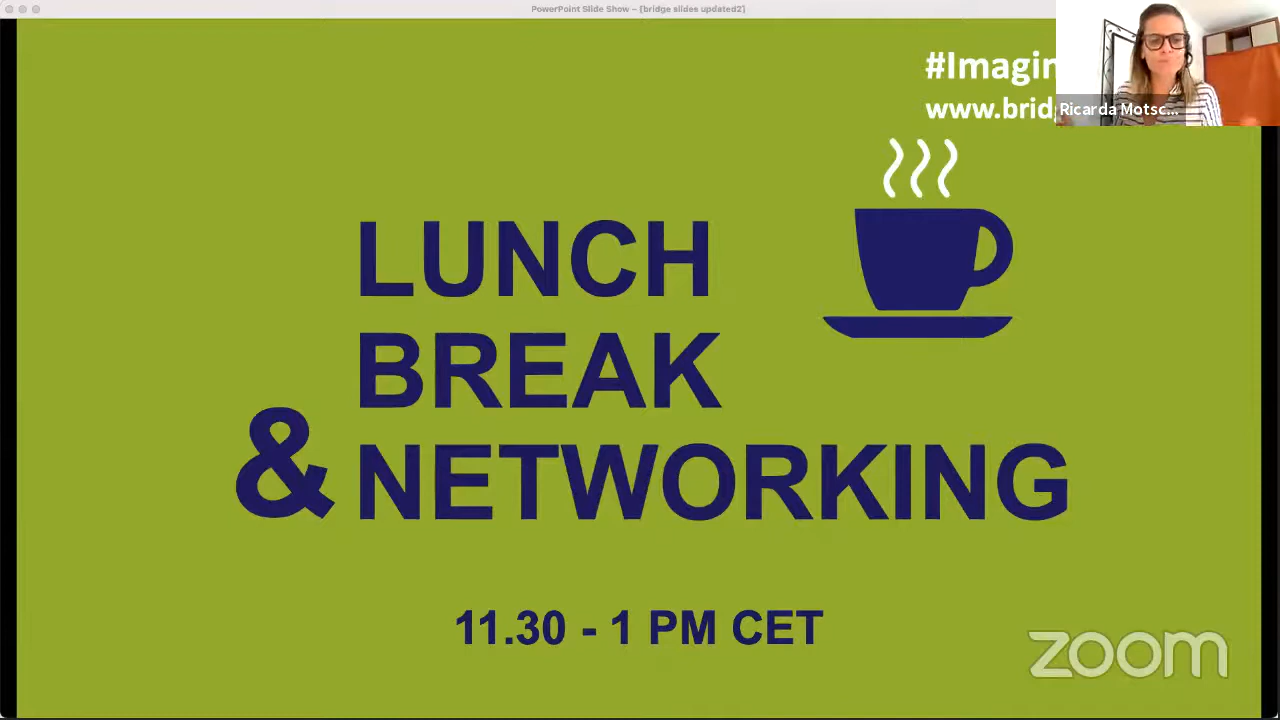 PowerPoint Slide Show – [bridge slides updated2]
#Imagin
www.bridg
Ricarda Motsc...
LUNCH
BREAK
& NETWORKING
11.30 - 1 PM CET
zoom